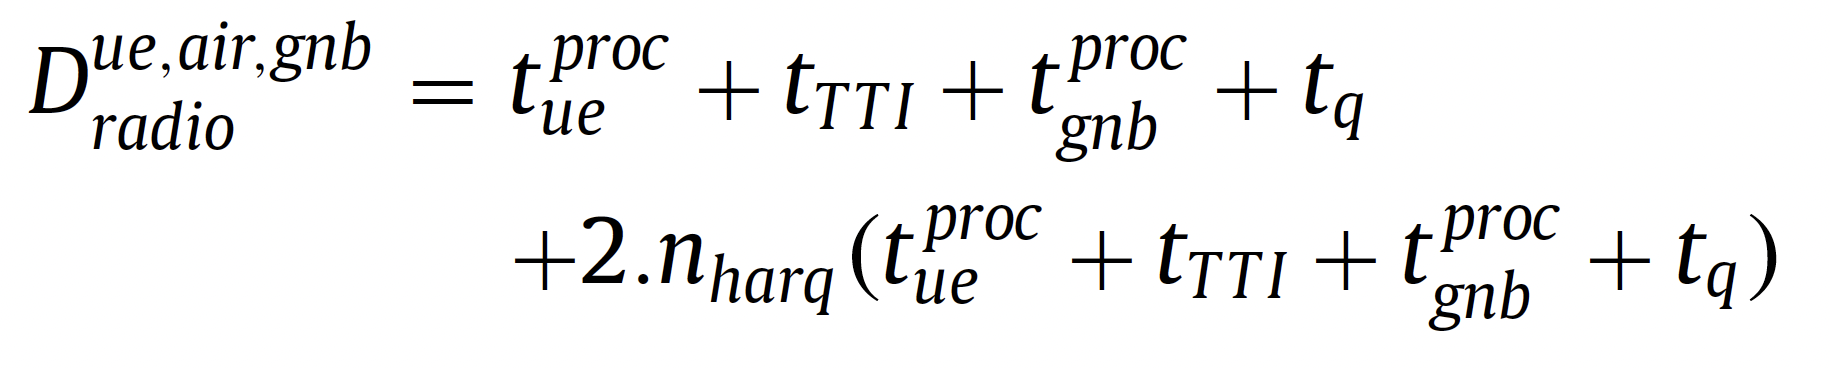 D_{radio}^{ue,air,gnb} = t_{ue}^{proc} + t_{TTI} + t_{gnb}^{proc} + t_q
+2.n_{harq}(t_{ue}^{proc} + t_{TTI} + t_{gnb}^{proc} + t_q)